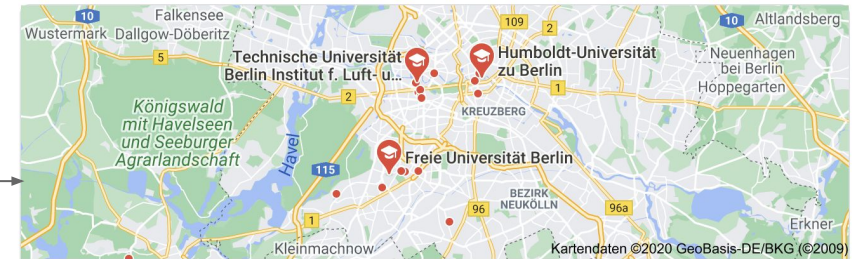 10
Falkensee
109
10
Altlandsberg
Wustermark
Dallgow-Döberitz
2
5
Technische Universität
Berlin Institut f. Luft- u...
Humboldt-Universität
zu Berlin
Neuenhagen
bei Berlin
Hoppegarten
2
1
Königswald
mit Havelseen
und Seeburger
Agrarlandschaft
KREUZBERG
Havel
115
Freie Universität Berlin
BEZIRK
NEUKÖLLN
1
96
96a
Erkner
Kleinmachnow
Kartendaten ©2020 GeoBasis-DE/BKG (©2009)